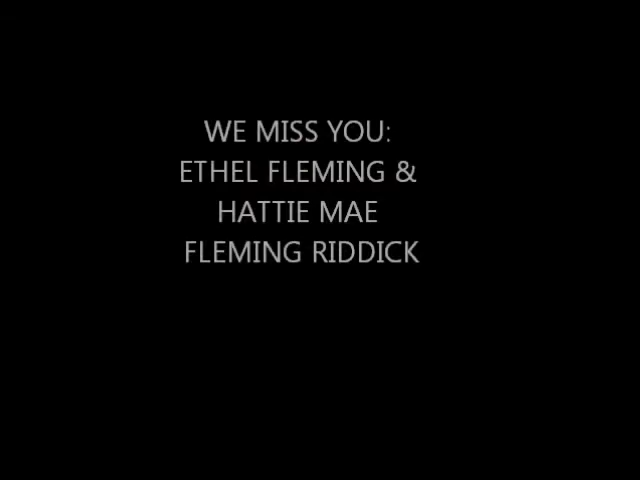 WE MISS YOU:
ETHEL FLEMING &
HATTIE MAE
FLEMING RIDDICK